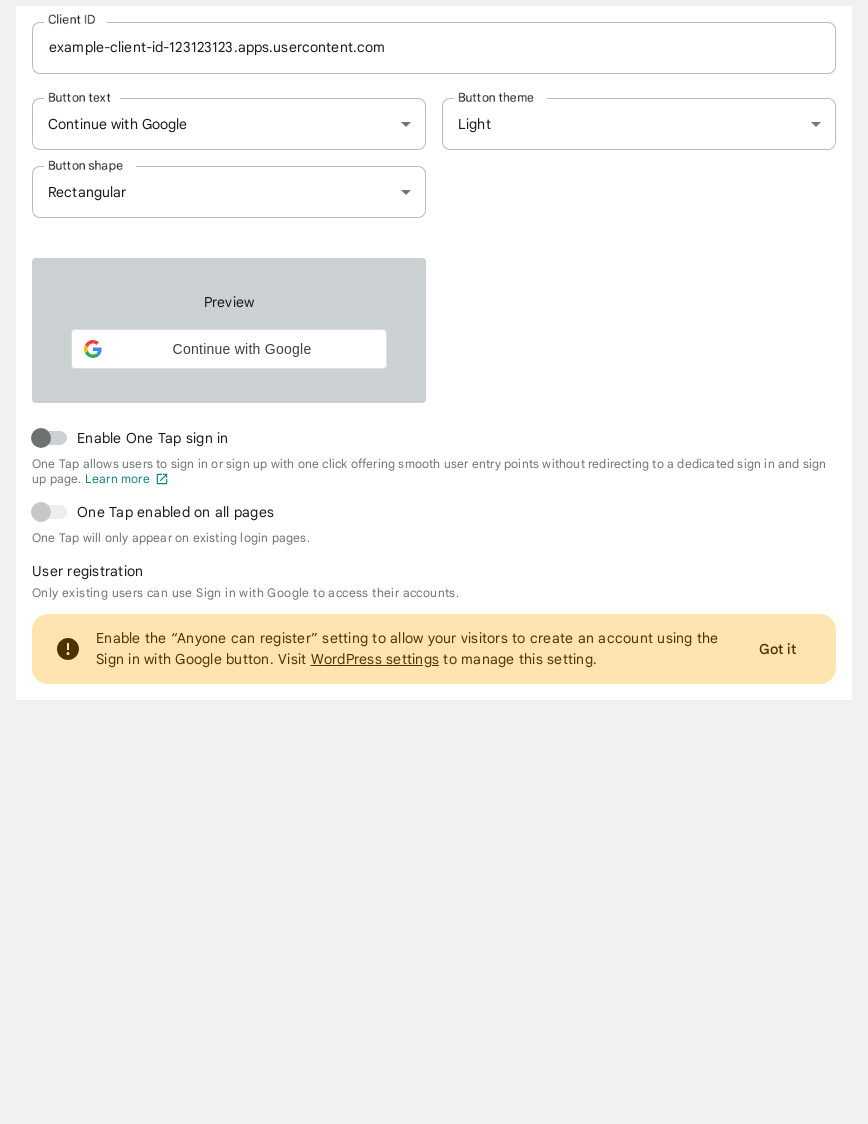 Client ID
example-client-id-123123123.apps.usercontent.com
Button text
Continue with Google
Button theme
Light
Button shape
Rectangular
Preview
Continue with Google
Enable One Tap sign in
One Tap allows users to sign in or sign up with one click offering smooth user entry points without redirecting to a dedicated sign in and sign
up page. Learn more
One Tap enabled on all pages
One Tap will only appear on existing login pages.
User registration
Only existing users can use Sign in with Google to access their accounts.
Enable the “Anyone can register” setting to allow your visitors to create an account using the
Sign in with Google button. Visit WordPress settings to manage this setting.
Got it